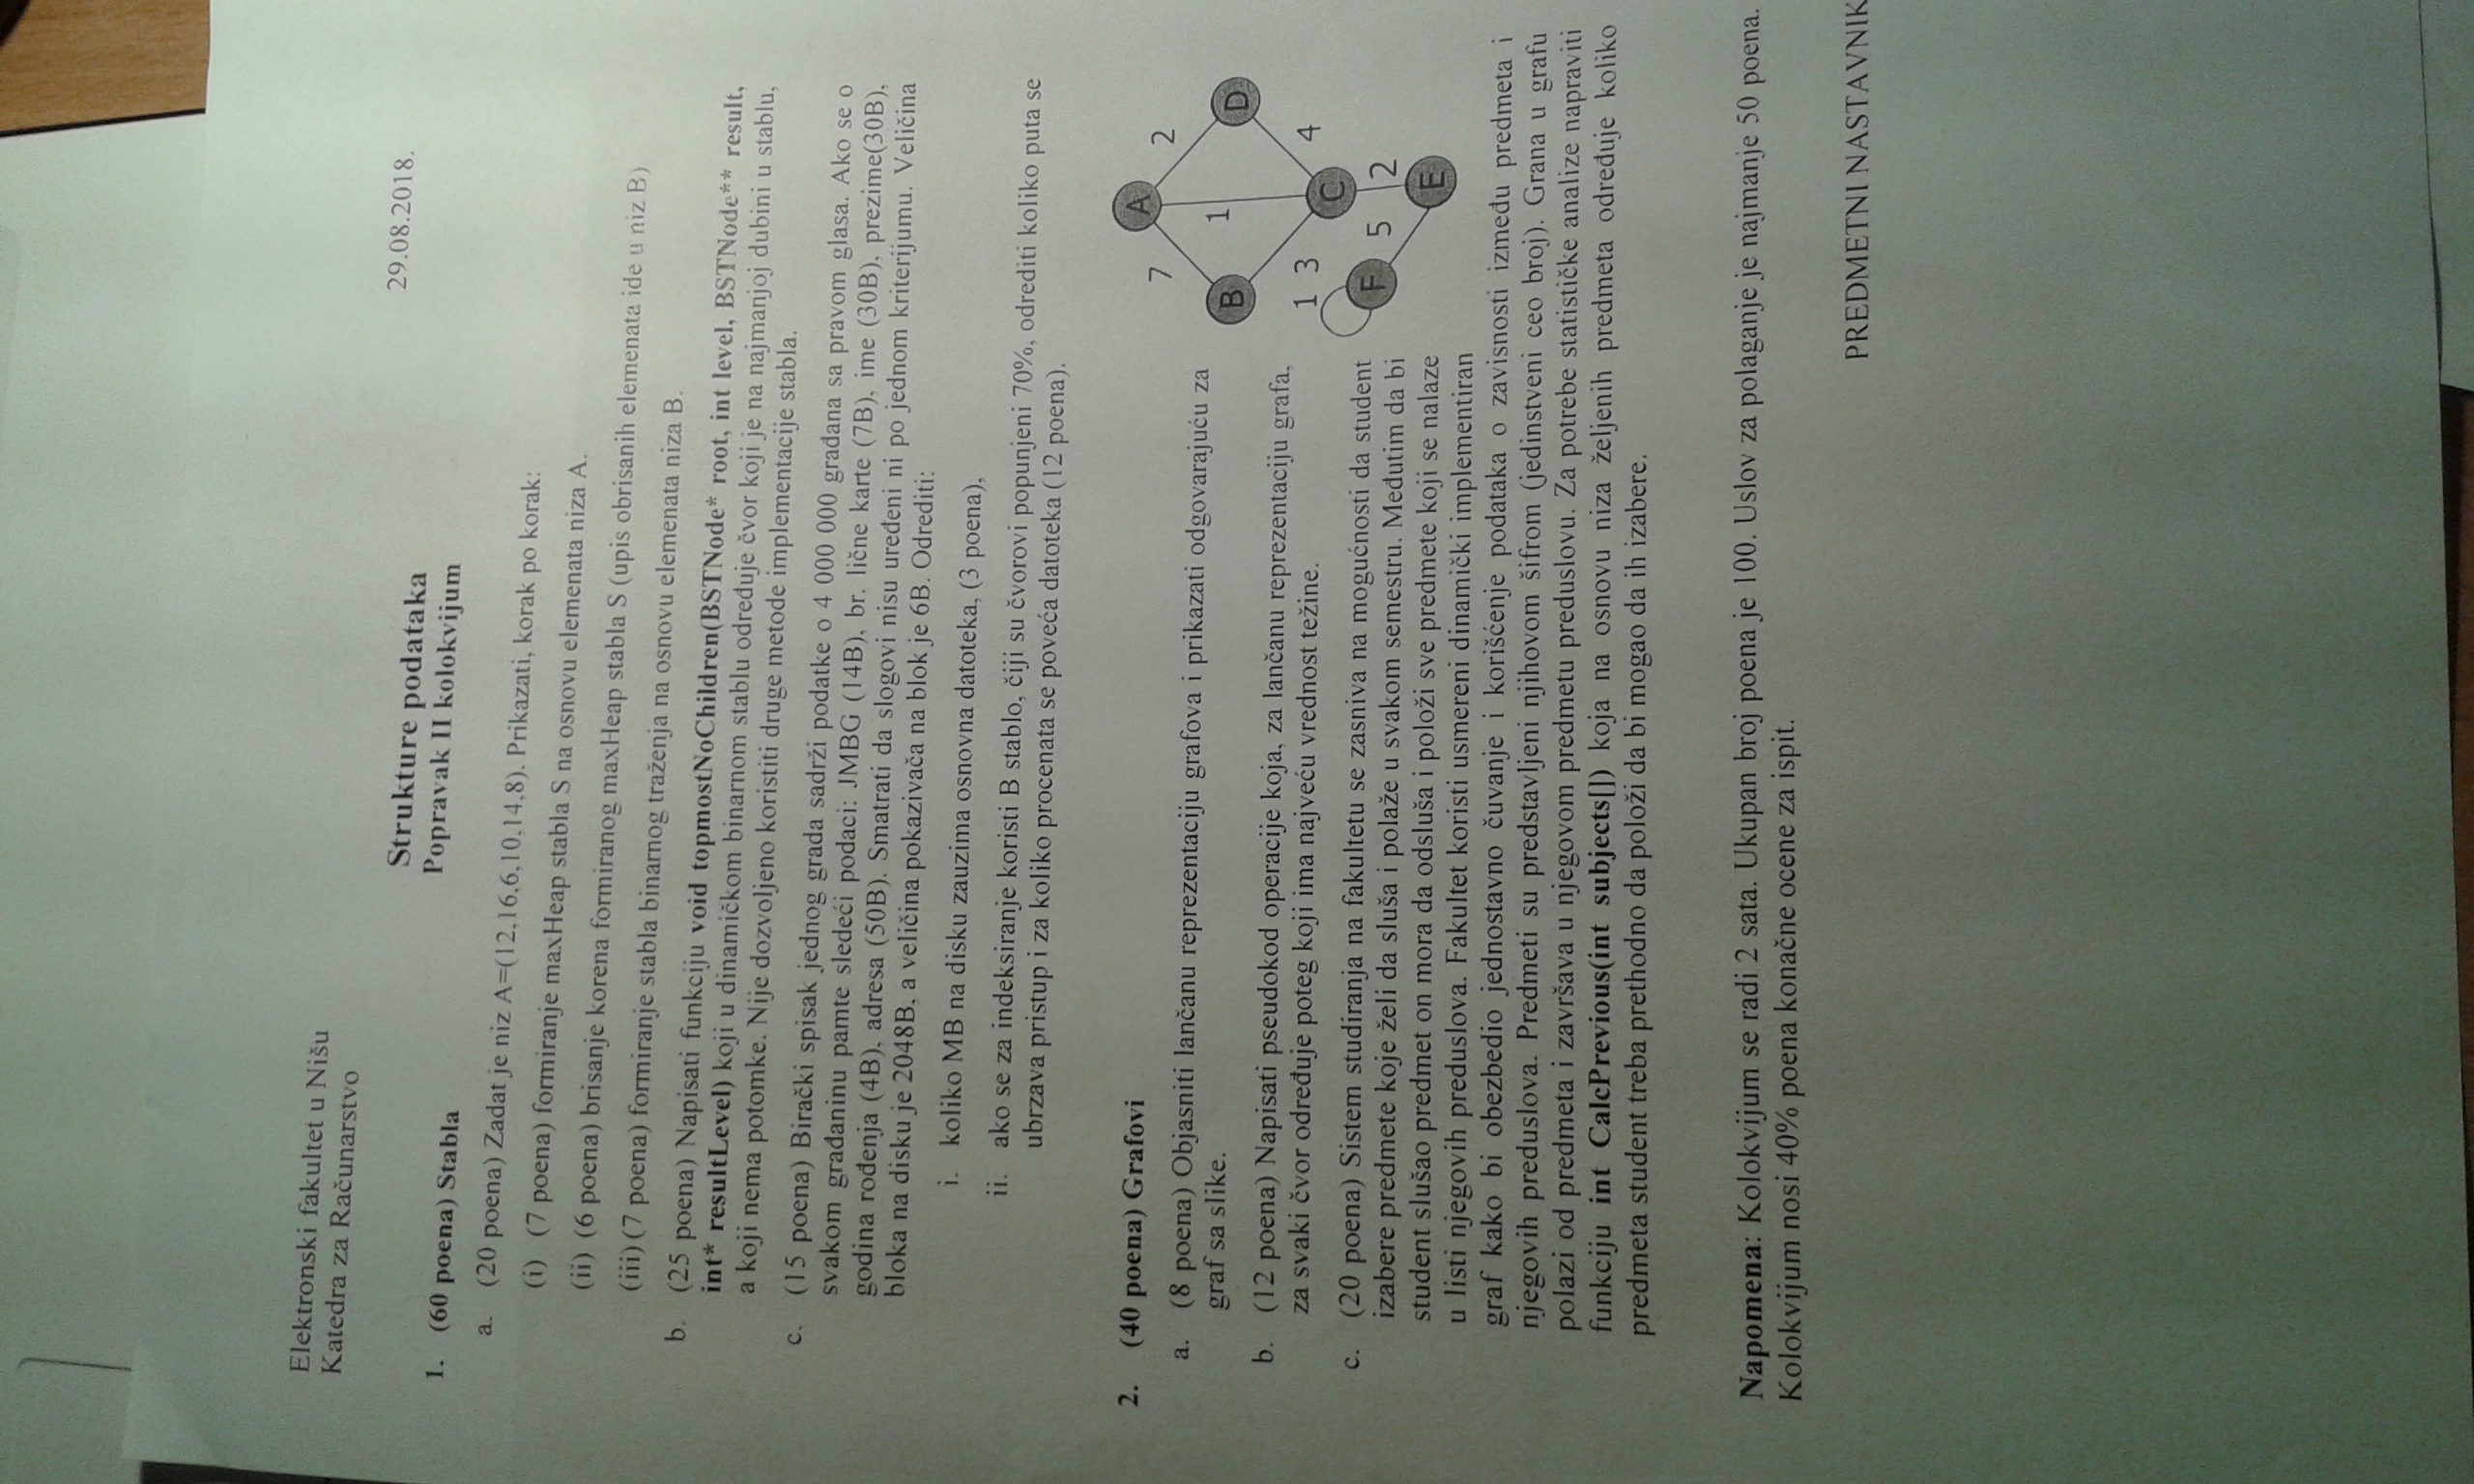 Elektronski fakultet u Nišu
Katedra za Računarstvo
29.08.2018.
Strukture podataka
Popravak II kolokvijum
1. (60 poena) Stabla
a. (20 poena) Zadat je niz A=(12,16,6,10,14,8). Prikazati, korak po korak:
(i) (7 poena) formiranje maxHeap stabla S na osnovu elemenata niza A.
(ii) (6 poena) brisanje korena formiranog maxHeap stabla S (upis obrisanih elemenata ide u niz B)
(iii) (7 poena) formiranje stabla binarnog traženja na osnovu elemenata niza B.
b. (25 poena) Napisati funkciju void topmostNoChildren(BSTNode* root, int level, BSTNode** result,
int* resultLevel) koji u dinamičkom binarnom stablu određuje čvor koji je na najmanjoj dubini u stablu,
a koji nema potomke. Nije dozvoljeno koristiti druge metode implementacije stabla.
c. (15 poena) Birački spisak jednog grada sadrži podatke o 4 000 000 građana sa pravom glasa. Ako se o
svakom građaninu pamte sledeći podaci: JMBG (14B), br. lične karte (7B), ime (30B), prezime(30B),
godina rođenja (4B), adresa (50B). Smatrati da slogovi nisu uređeni ni po jednom kriterijumu. Veličina
bloka na disku je 2048B, a veličina pokazivača na blok je 6B. Odrediti:
i. koliko MB na disku zauzima osnovna datoteka, (3 poena),
ii. ako se za indeksiranje koristi B stablo, čiji su čvorovi popunjeni 70%, odrediti koliko puta se
ubrzava pristup i za koliko procenata se poveća datoteka (12 poena).
2. (40 poena) Grafovi
a. (8 poena) Objasniti lančanu reprezentaciju grafova i prikazati odgovarajuću za
graf sa slike.
b. (12 poena) Napisati pseudokod operacije koja, za lančanu reprezentaciju grafa,
za svaki čvor određuje poteg koji ima najveću vrednost težine.
c. (20 poena) Sistem studiranja na fakultetu se zasniva na mogućnosti da student
izabere predmete koje želi da sluša i polaže u svakom semestru. Međutim da bi
student slušao predmet on mora da odsluša i položi sve predmete koji se nalaze
u listi njegovih preduslova. Fakultet koristi usmereni dinamički implementiran
graf kako bi obezbedio jednostavno čuvanje i korišćenje podataka o zavisnosti između predmeta i
njegovih preduslova. Predmeti su predstavljeni njihovom šifrom (jedinstveni ceo broj). Grana u grafu
polazi od predmeta i završava u njegovom predmetu preduslovu. Za potrebe statističke analize napraviti
funkciju int CalcPrevious(int subjects[]) koja na osnovu niza željenih predmeta određuje koliko
predmeta student treba prethodno da položi da bi mogao da ih izabere.
A
7 2
B 1 D
1 3 4
C
F 5 2
E
Napomena: Kolokvijum se radi 2 sata. Ukupan broj poena je 100. Uslov za polaganje je najmanje 50 poena.
Kolokvijum nosi 40% poena konačne ocene za ispit.
PREDMETNI NASTAVNIK